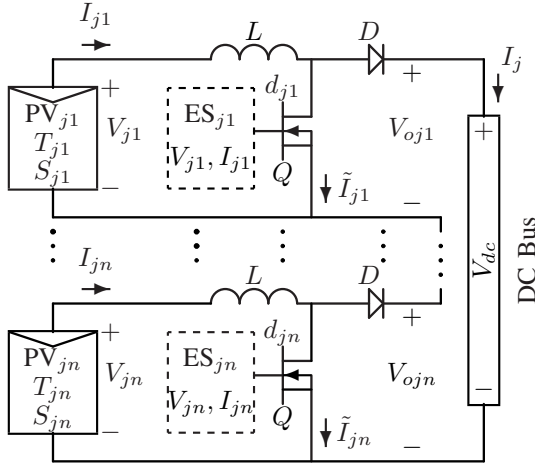 I_{j1} L D I_j
d_{j1}
+ + +
PV_{j1} ES_{j1}
T_{j1} V_{j1} V_{j1}, I_{j1} V_{oj1}
S_{j1} Q
− Ĩ_{j1} −
V_{dc} DC Bus
I_{jn} L D
d_{jn}
+ +
PV_{jn} ES_{jn}
T_{jn} V_{jn} V_{jn}, I_{jn} V_{ojn} −
S_{jn} Q
− Ĩ_{jn} −